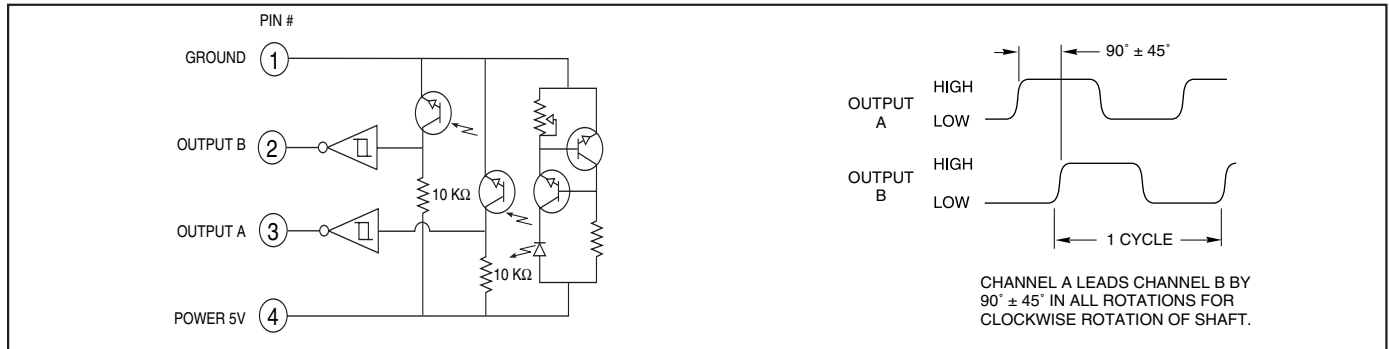 PIN #
GROUND 1
OUTPUT B 2
10 KΩ
OUTPUT A 3
10 KΩ
POWER 5V 4
90° ± 45°
OUTPUT
A
HIGH
LOW
OUTPUT
B
HIGH
LOW
1 CYCLE
CHANNEL A LEADS CHANNEL B BY
90° ± 45° IN ALL ROTATIONS FOR
CLOCKWISE ROTATION OF SHAFT.